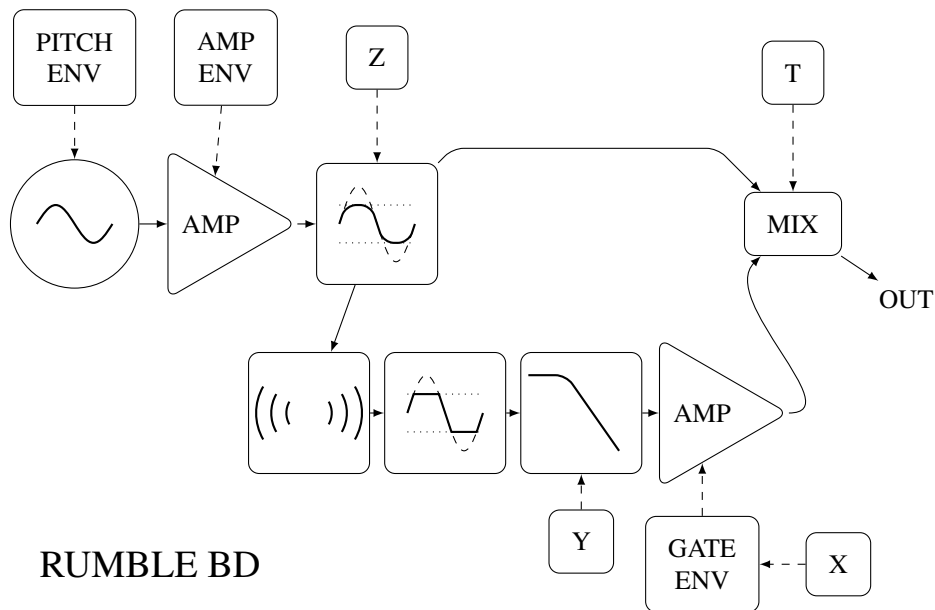 PITCH
ENV
AMP
ENV
Z
T
AMP
MIX
OUT
AMP
Y
GATE
ENV
X
RUMBLE BD